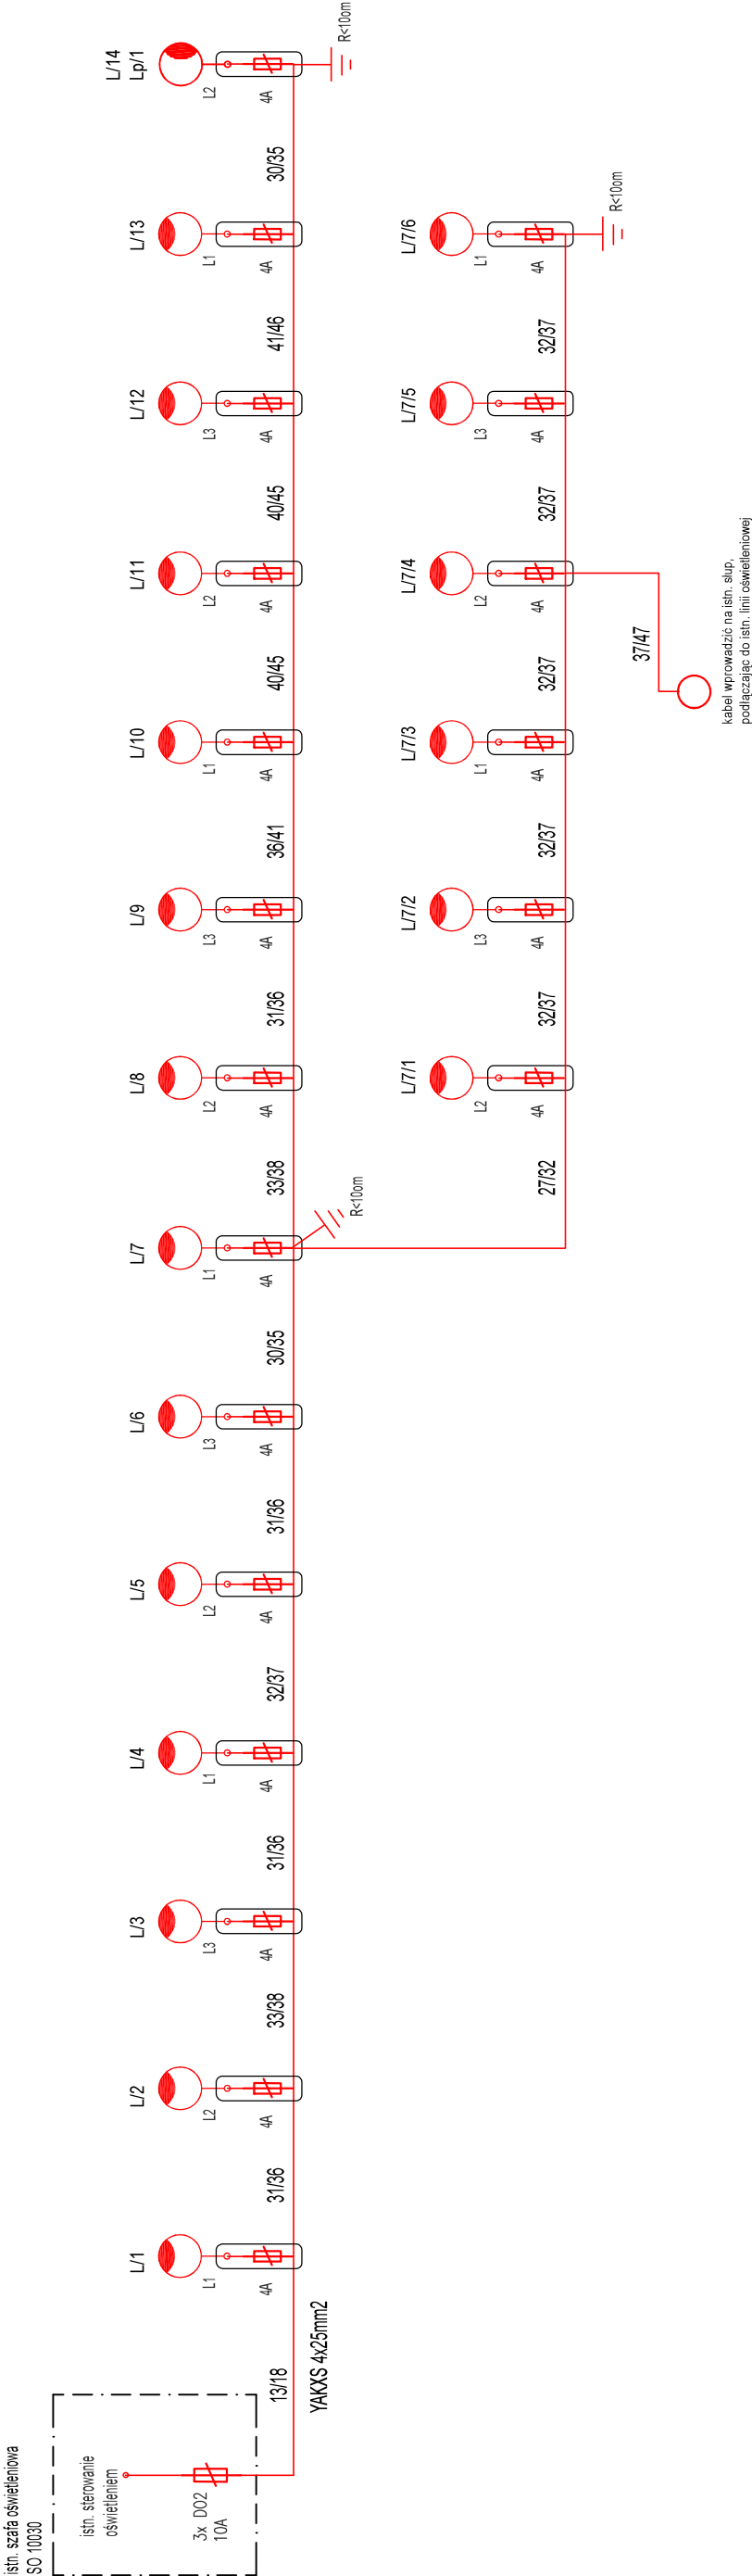 istn. szafa oświetleniowa
SO 10030
istn. sterowanie
oświetleniem
3x DO2
10A
13/18
YAKXS 4x25mm2
L/1
L1
4A
31/36
L/2
L2
4A
33/38
L/3
L3
4A
31/36
L/4
L1
4A
32/37
L/5
L2
4A
31/36
L/6
L3
4A
30/35
L/7
L1
4A
R<10om
33/38
L/8
L2
4A
31/36
L/9
L3
4A
36/41
L/10
L1
4A
40/45
L/11
L2
4A
40/45
L/12
L3
4A
41/46
L/13
L1
4A
30/35
L/14
Lp/1
L2
4A
R<10om
27/32
L/7/1
L2
4A
32/37
L/7/2
L3
4A
32/37
L/7/3
L1
4A
32/37
L/7/4
L2
4A
37/47
kabel wprowadzić na istn. słup,
podłączając do istn. linii oświetleniowej
32/37
L/7/5
L3
4A
32/37
L/7/6
L1
4A
R<10om